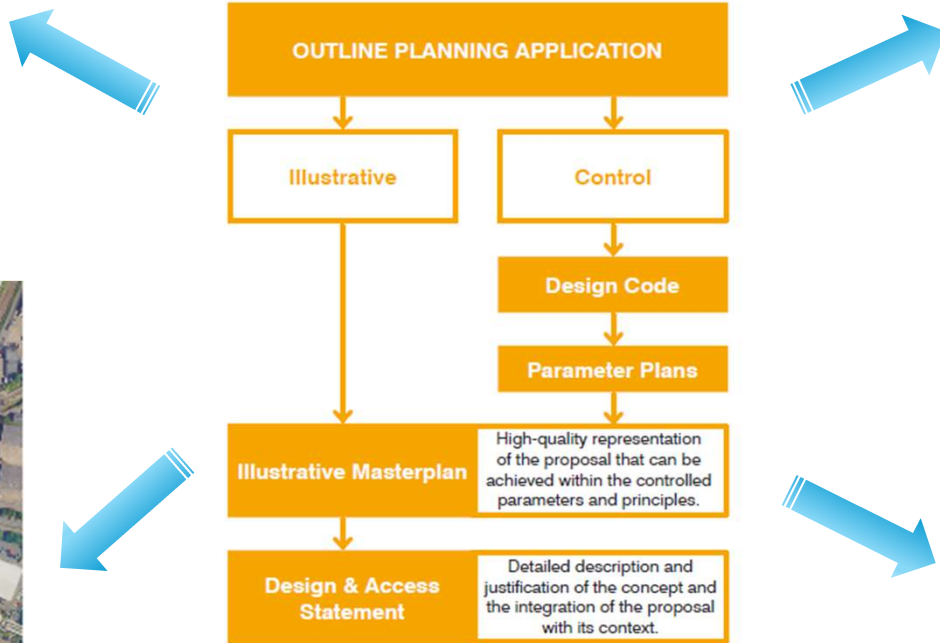 OUTLINE PLANNING APPLICATION
Illustrative
Control
Design Code
Parameter Plans
Illustrative Masterplan
High-quality representation
of the proposal that can be
achieved within the controlled
parameters and principles.
Design & Access
Statement
Detailed description and
justification of the concept and
the integration of the proposal
with its context.